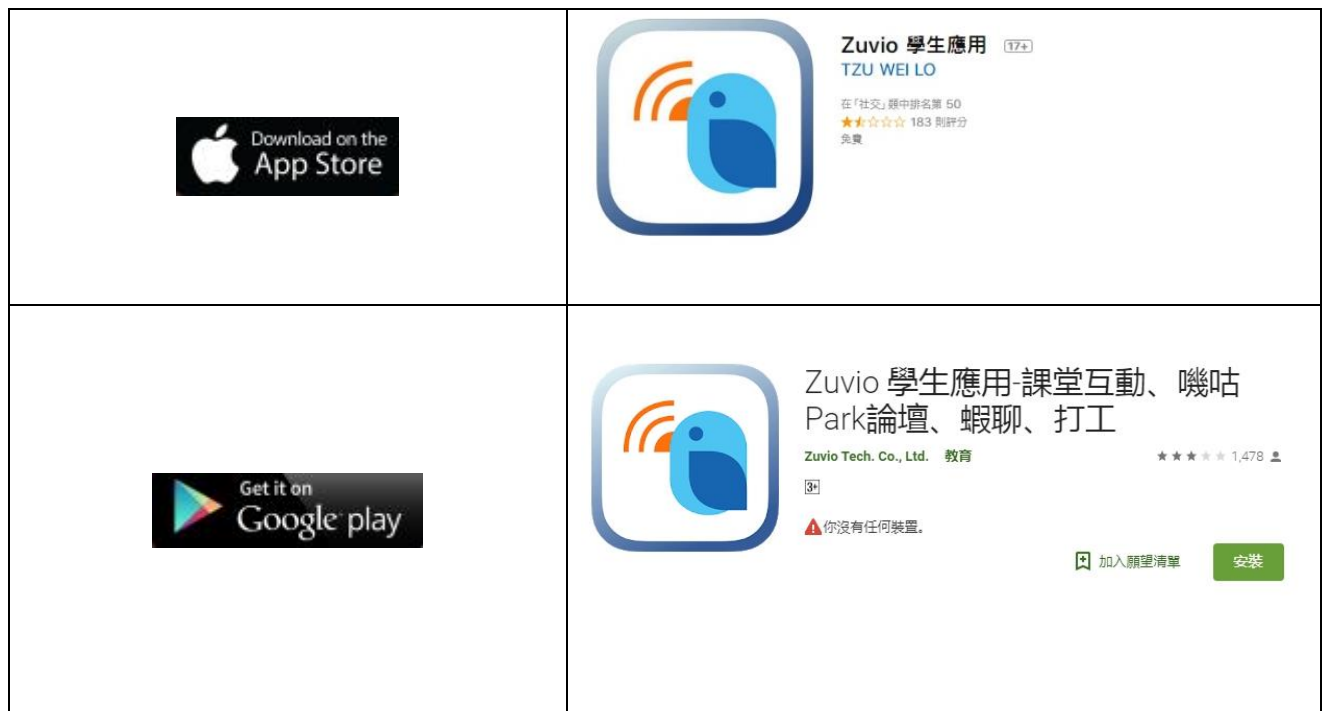 Download on the
App Store
Zuvio 學生應用 17+
TZU WEI LO
在「社交」類中排名第 50
★★☆☆☆ 183 則評分
免費
Get it on
Google play
Zuvio 學生應用-課堂互動、嘰咕
Park論壇、蝦聊、打工
Zuvio Tech. Co., Ltd. 教育 ★★★★★ 1,478
3+
你沒有任何裝置。
加入願望清單 安裝